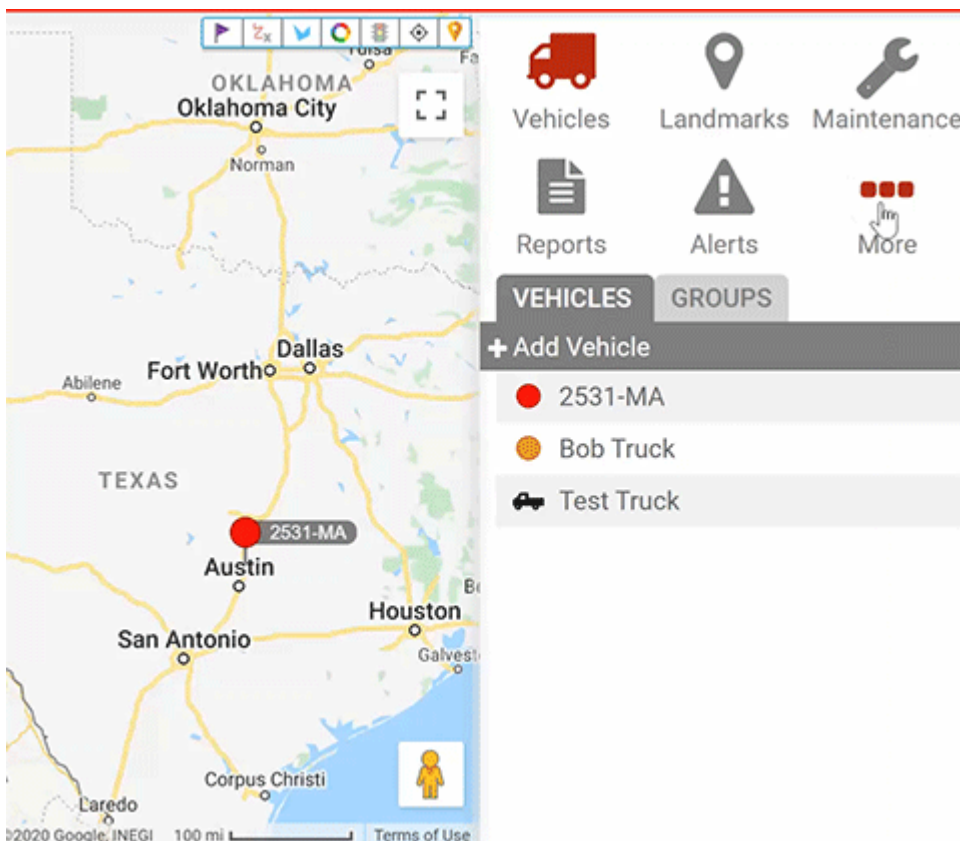 Tulsa
OKLAHOMA
Oklahoma City
Norman
Dallas
Fort Worth
Abilene
TEXAS
2531-MA
Austin
Houston
San Antonio
Galvest
Corpus Christi
Laredo
©2020 Google, INEGI 100 mi Terms of Use
Vehicles Landmarks Maintenance
Reports Alerts More
VEHICLES GROUPS
+ Add Vehicle
2531-MA
Bob Truck
Test Truck